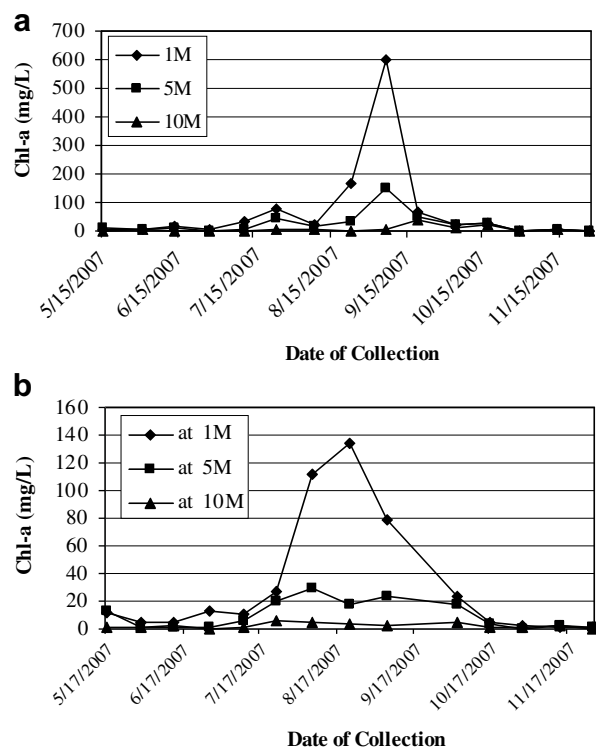 a
700
600
500
400
300
200
100
0
Chl-a (mg/L)
1M
5M
10M
5/15/2007
6/15/2007
7/15/2007
8/15/2007
9/15/2007
10/15/2007
11/15/2007
Date of Collection
b
160
140
120
100
80
60
40
20
0
Chl-a (mg/L)
at 1M
at 5M
at 10M
5/17/2007
6/17/2007
7/17/2007
8/17/2007
9/17/2007
10/17/2007
11/17/2007
Date of Collection